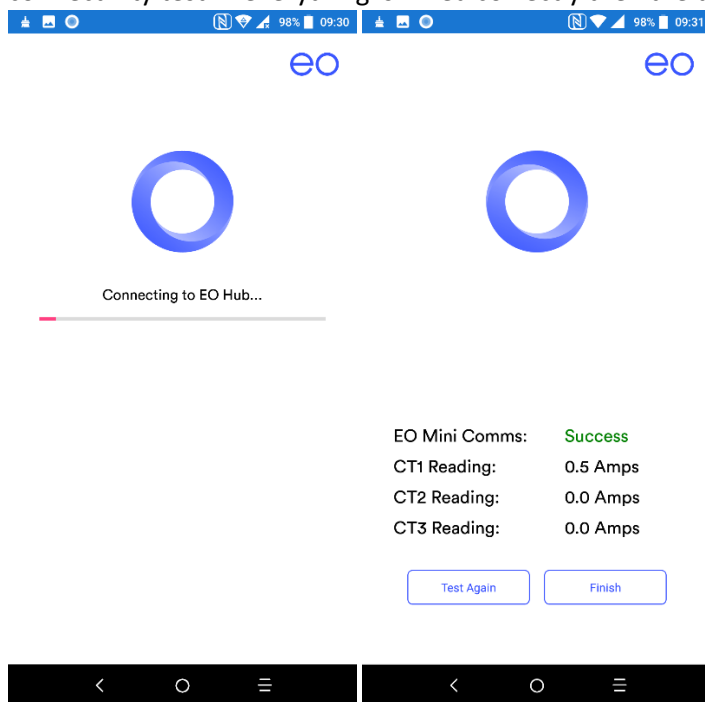 98% 09:30
eo
Connecting to EO Hub...
98% 09:31
eo
EO Mini Comms: Success
CT1 Reading: 0.5 Amps
CT2 Reading: 0.0 Amps
CT3 Reading: 0.0 Amps
Test Again Finish